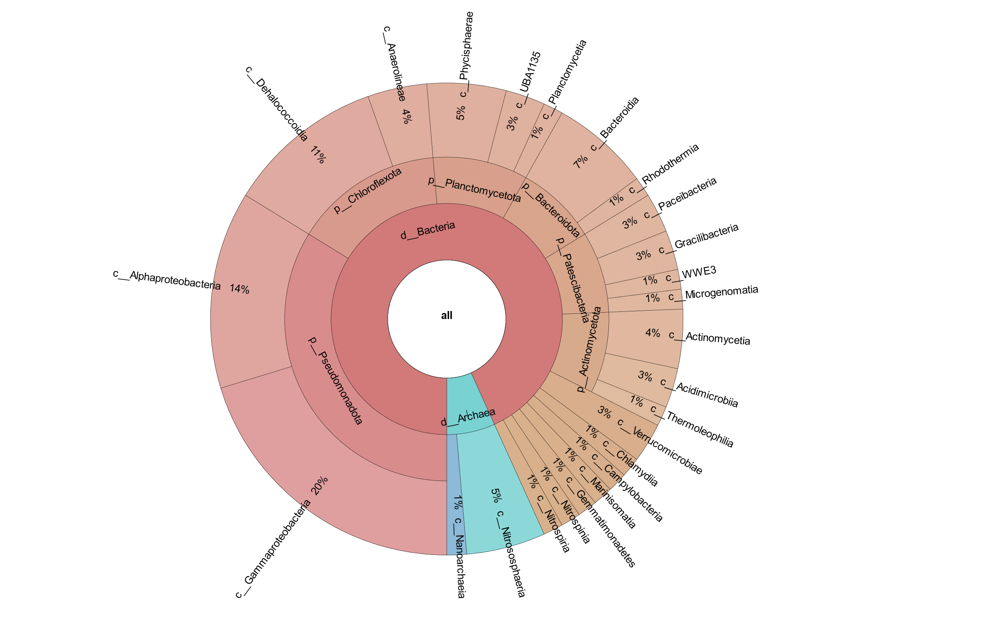 all
d__Bacteria
d__Archaea
p__Chloroflexota
p__Planctomycetota
p__Bacteroidota
p__Patescibacteria
p__Actinomycetota
p__Pseudomonadota
c__Anaerolineae 4%
5% c__Phycisphaerae
3% c__UBA1135
1% c__Planctomycetia
7% c__Bacteroidia
1% c__Rhodothermia
3% c__Paceibacteria
3% c__Gracilibacteria
1% c__WWE3
1% c__Microgenomatia
4% c__Actinomycetia
3% c__Acidimicrobiia
1% c__Thermoleophilia
3% c__Verrucomicrobiae
1% c__Chlamydiia
1% c__Campylobacteria
1% c__Marinisomatia
1% c__Gemmatimonadetes
1% c__Nitrospinia
1% c__Nitrospiria
5% c__Nitrososphaeria
1% c__Nanoarchaeia
c__Gammaproteobacteria 20%
c__Alphaproteobacteria 14%
c__Dehalococcoidia 11%